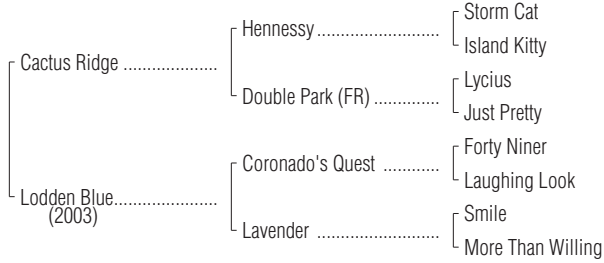 Storm Cat
Hennessy
Island Kitty
Cactus Ridge
Lycius
Double Park (FR)
Just Pretty
Forty Niner
Coronado's Quest
Laughing Look
Lodden Blue
(2003)
Smile
Lavender
More Than Willing